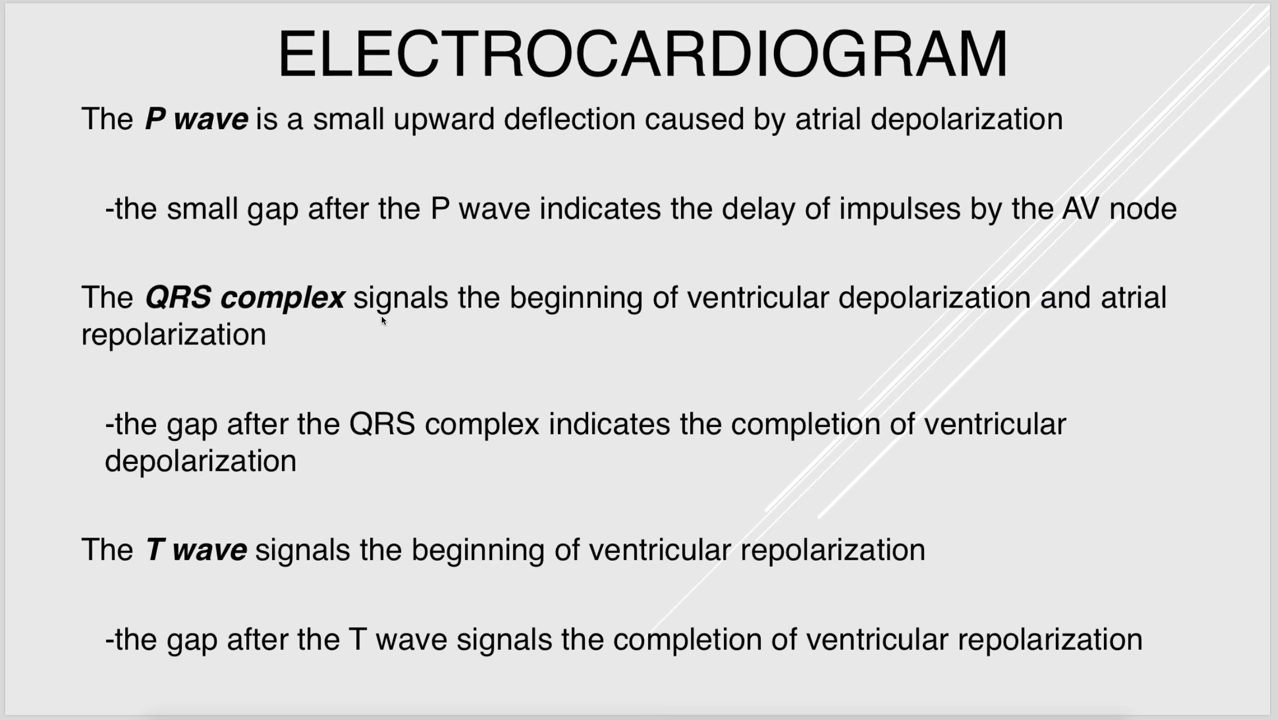 ELECTROCARDIOGRAM
The P wave is a small upward deflection caused by atrial depolarization
-the small gap after the P wave indicates the delay of impulses by the AV node
The QRS complex signals the beginning of ventricular depolarization and atrial
repolarization
-the gap after the QRS complex indicates the completion of ventricular
depolarization
The T wave signals the beginning of ventricular repolarization
-the gap after the T wave signals the completion of ventricular repolarization